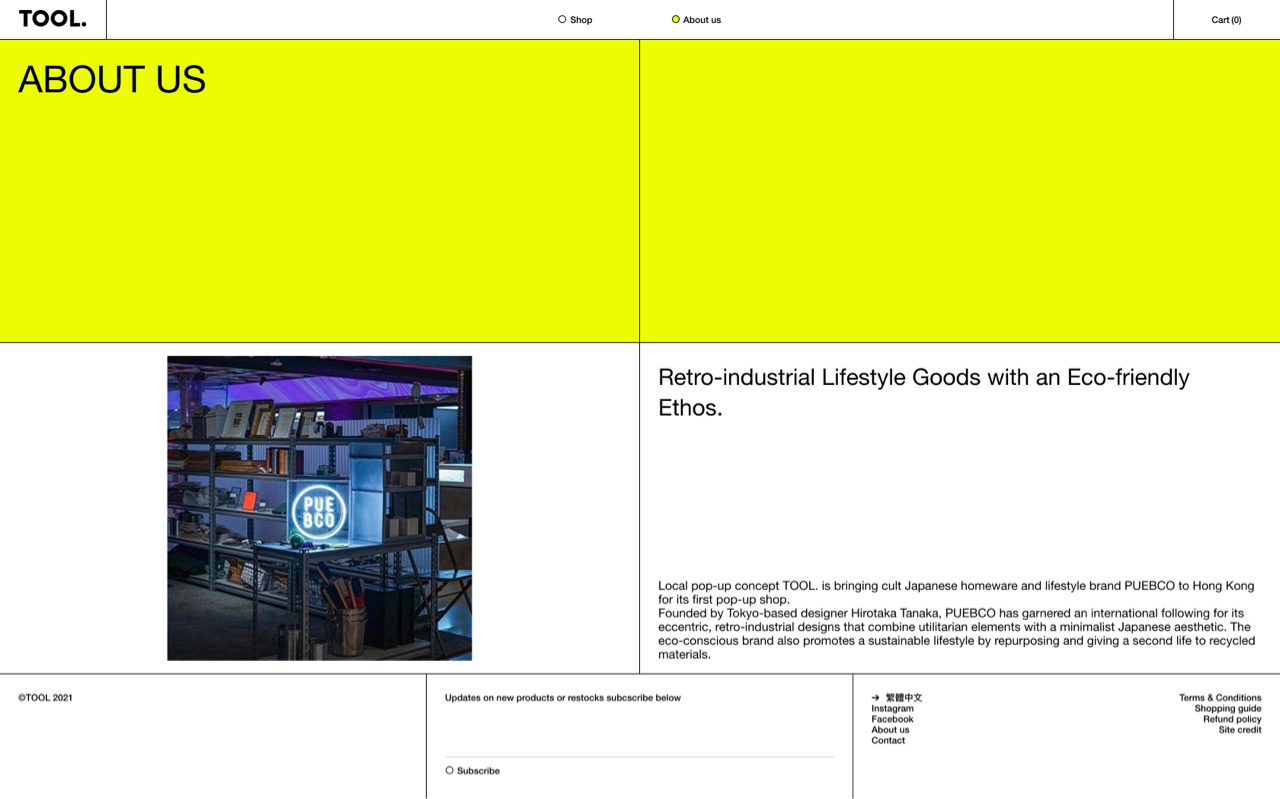 TOOL.
Shop
About us
Cart (0)
ABOUT US
PUE
BCO
Retro-industrial Lifestyle Goods with an Eco-friendly
Ethos.
Local pop-up concept TOOL. is bringing cult Japanese homeware and lifestyle brand PUEBCO to Hong Kong
for its first pop-up shop.
Founded by Tokyo-based designer Hirotaka Tanaka, PUEBCO has garnered an international following for its
eccentric, retro-industrial designs that combine utilitarian elements with a minimalist Japanese aesthetic. The
eco-conscious brand also promotes a sustainable lifestyle by repurposing and giving a second life to recycled
materials.
©TOOL 2021
Updates on new products or restocks subcscribe below
Subscribe
➔ 繁體中文
Instagram
Facebook
About us
Contact
Terms & Conditions
Shopping guide
Refund policy
Site credit